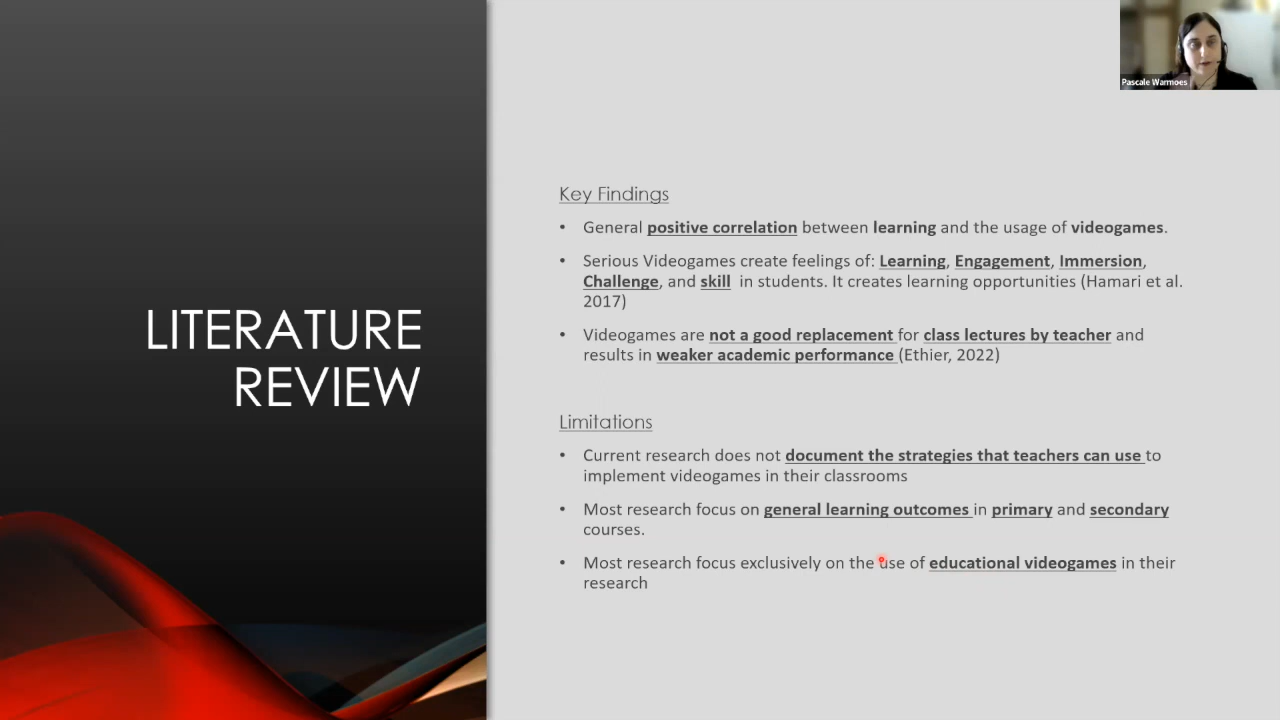 Pascale Warmoes
LITERATURE
REVIEW
Key Findings
• General positive correlation between learning and the usage of videogames.
• Serious Videogames create feelings of: Learning, Engagement, Immersion,
Challenge, and skill in students. It creates learning opportunities (Hamari et al.
2017)
• Videogames are not a good replacement for class lectures by teacher and
results in weaker academic performance (Ethier, 2022)
Limitations
• Current research does not document the strategies that teachers can use to
implement videogames in their classrooms
• Most research focus on general learning outcomes in primary and secondary
courses.
• Most research focus exclusively on the use of educational videogames in their
research